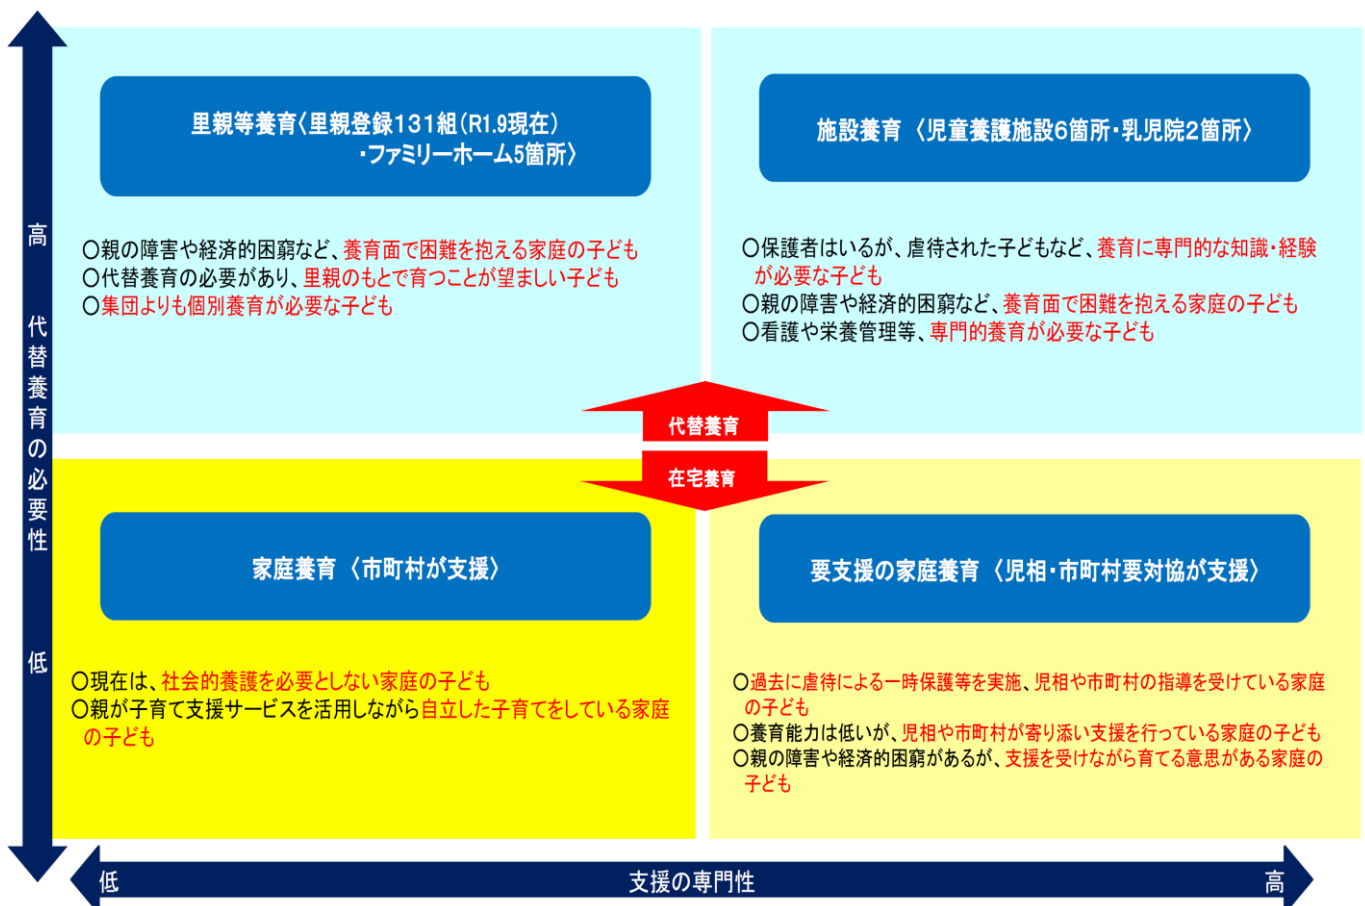 里親等養育〈里親登録131組(R1.9現在)
・ファミリーホーム5箇所〉
〇親の障害や経済的困窮など、養育面で困難を抱える家庭の子ども
〇代替養育の必要があり、里親のもとで育つことが望ましい子ども
〇集団よりも個別養育が必要な子ども
施設養育 〈児童養護施設6箇所・乳児院2箇所〉
〇保護者はいるが、虐待された子どもなど、養育に専門的な知識・経験
が必要な子ども
〇親の障害や経済的困窮など、養育面で困難を抱える家庭の子ども
〇看護や栄養管理等、専門的養育が必要な子ども
高
代替養育の必要性
低
代替養育
在宅養育
家庭養育 〈市町村が支援〉
〇現在は、社会的養護を必要としない家庭の子ども
〇親が子育て支援サービスを活用しながら自立した子育てをしている家庭
の子ども
要支援の家庭養育 〈児相・市町村要対協が支援〉
〇過去に虐待による一時保護等を実施、児相や市町村の指導を受けている家庭
の子ども
〇養育能力は低いが、児相や市町村が寄り添い支援を行っている家庭の子ども
〇親の障害や経済的困窮があるが、支援を受けながら育てる意思がある家庭の
子ども
低 支援の専門性 高